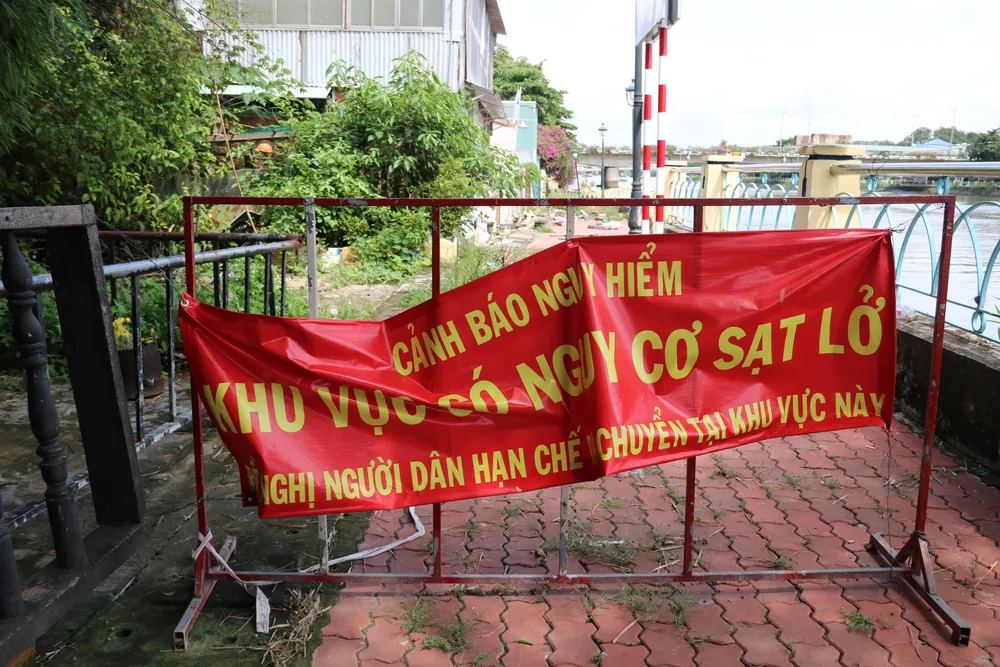 CẢNH BÁO NGUY HIỂM
KHU VỰC CÓ NGUY CƠ SẠT LỞ
NGHỊ NGƯỜI DÂN HẠN CHẾ CHUYỂN TẠI KHU VỰC NÀY